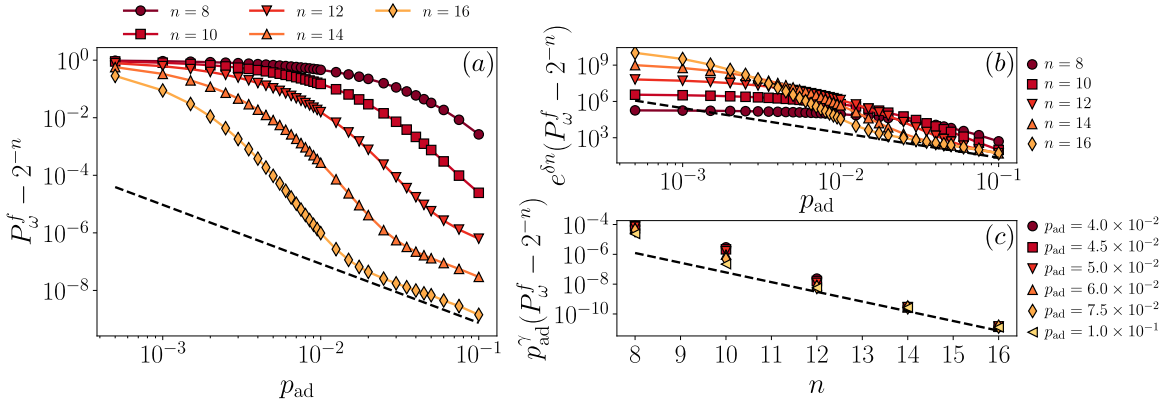 n = 8
n = 12
n = 16
n = 10
n = 14
(a)
10^0
10^{-2}
10^{-4}
10^{-6}
10^{-8}
P_ω^f − 2^{-n}
10^{-3}
10^{-2}
10^{-1}
p_ad
(b)
10^9
10^6
10^3
e^{δn}(P_ω^f − 2^{-n})
10^{-3}
10^{-2}
10^{-1}
p_ad
n = 8
n = 10
n = 12
n = 14
n = 16
(c)
10^{-4}
10^{-6}
10^{-8}
10^{-10}
p_ad^γ(P_ω^f − 2^{-n})
8 9 10 11 12 13 14 15 16
n
p_ad = 4.0 × 10^{-2}
p_ad = 4.5 × 10^{-2}
p_ad = 5.0 × 10^{-2}
p_ad = 6.0 × 10^{-2}
p_ad = 7.5 × 10^{-2}
p_ad = 1.0 × 10^{-1}